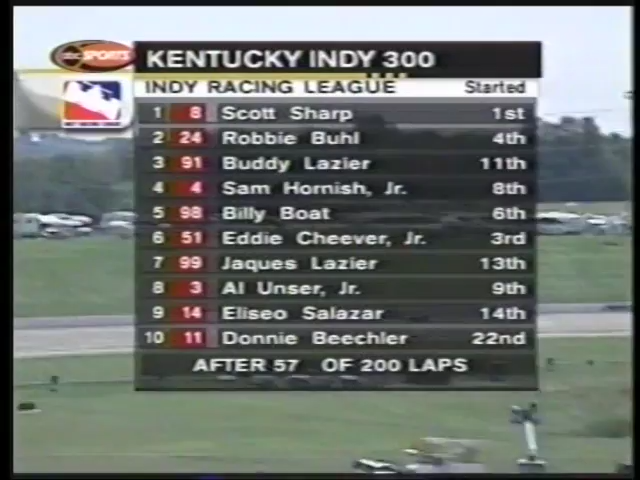 abc SPORTS
KENTUCKY INDY 300
INDY RACING LEAGUE Started
1 8 Scott Sharp 1st
2 24 Robbie Buhl 4th
3 91 Buddy Lazier 11th
4 4 Sam Hornish, Jr. 8th
5 98 Billy Boat 6th
6 51 Eddie Cheever, Jr. 3rd
7 99 Jaques Lazier 13th
8 3 Al Unser, Jr. 9th
9 14 Eliseo Salazar 14th
10 11 Donnie Beechler 22nd
AFTER 57 OF 200 LAPS